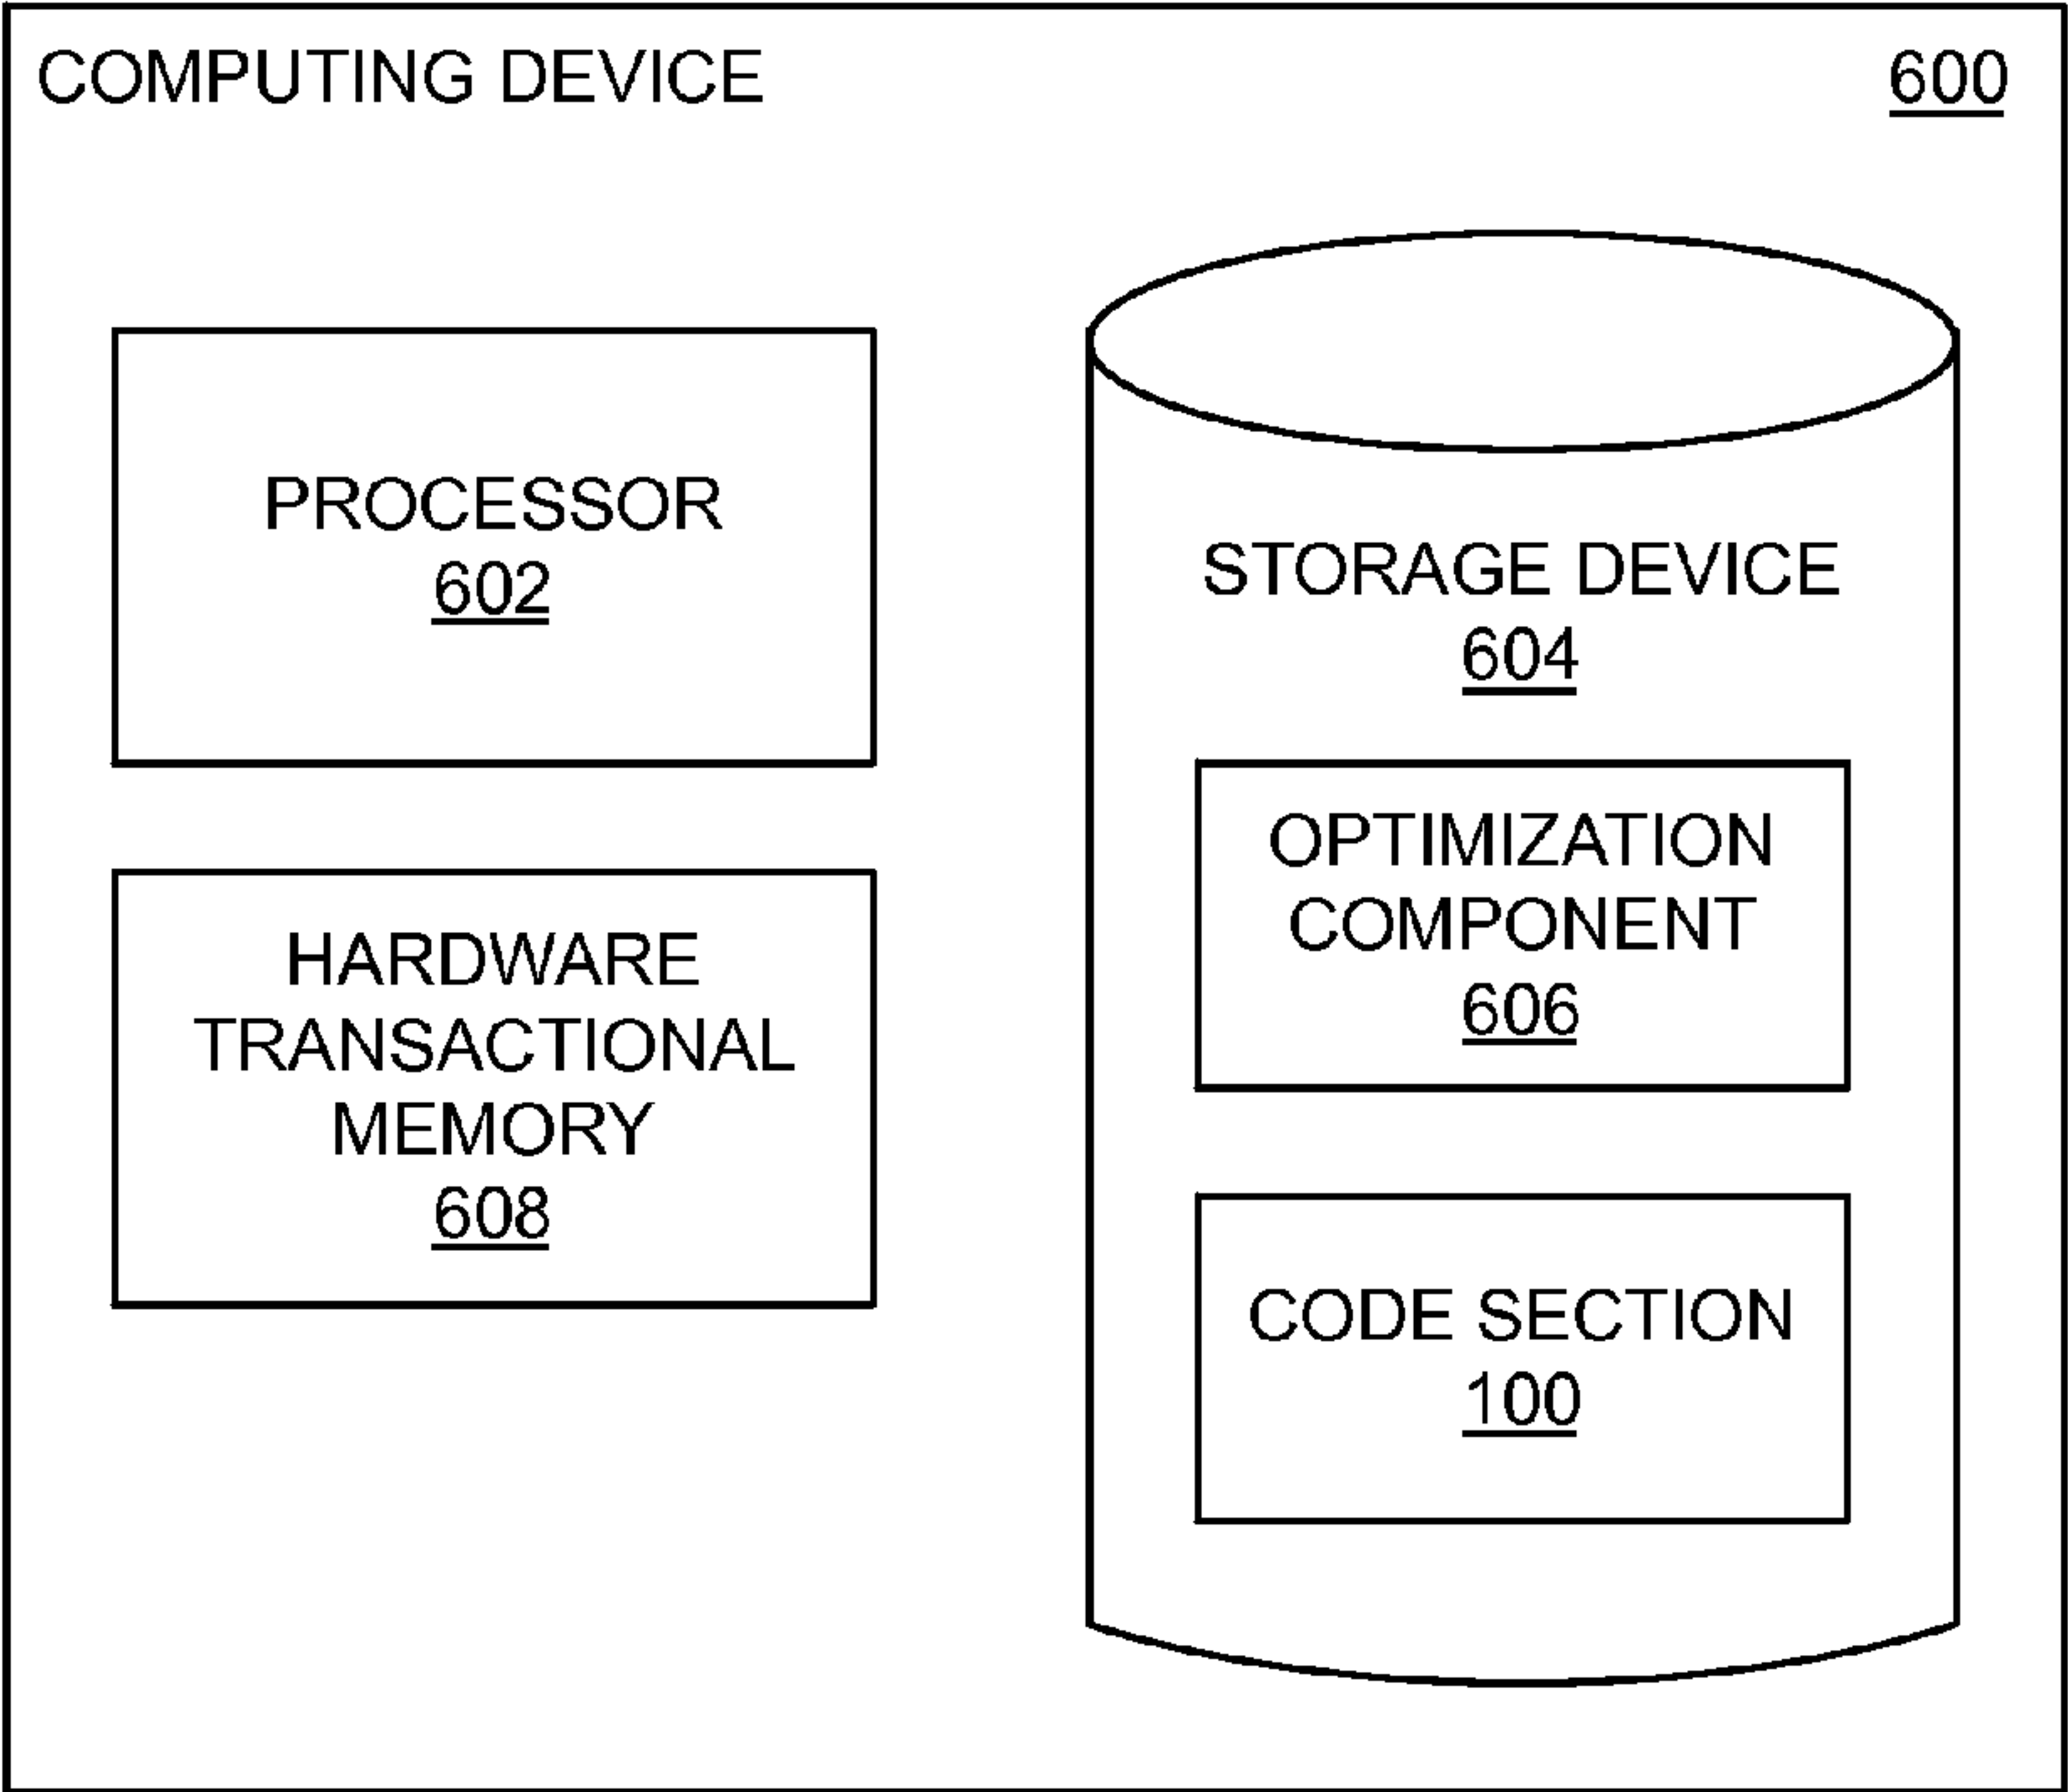 COMPUTING DEVICE
600
PROCESSOR
602
HARDWARE
TRANSACTIONAL
MEMORY
608
STORAGE DEVICE
604
OPTIMIZATION
COMPONENT
606
CODE SECTION
100